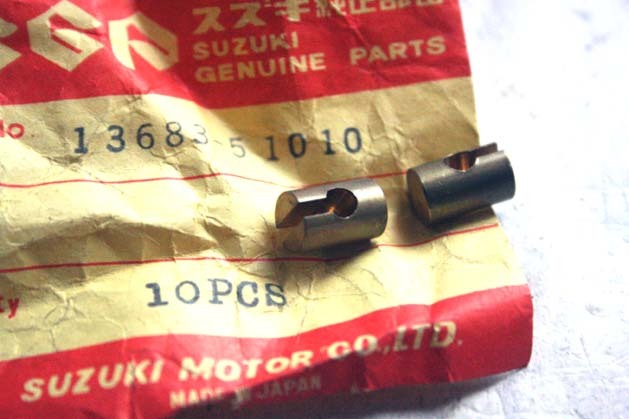 スズキ純正部品
SUZUKI
GENUINE PARTS
No. 13683 51010
10PCS
SUZUKI MOTOR CO.,LTD.
MADE IN JAPAN